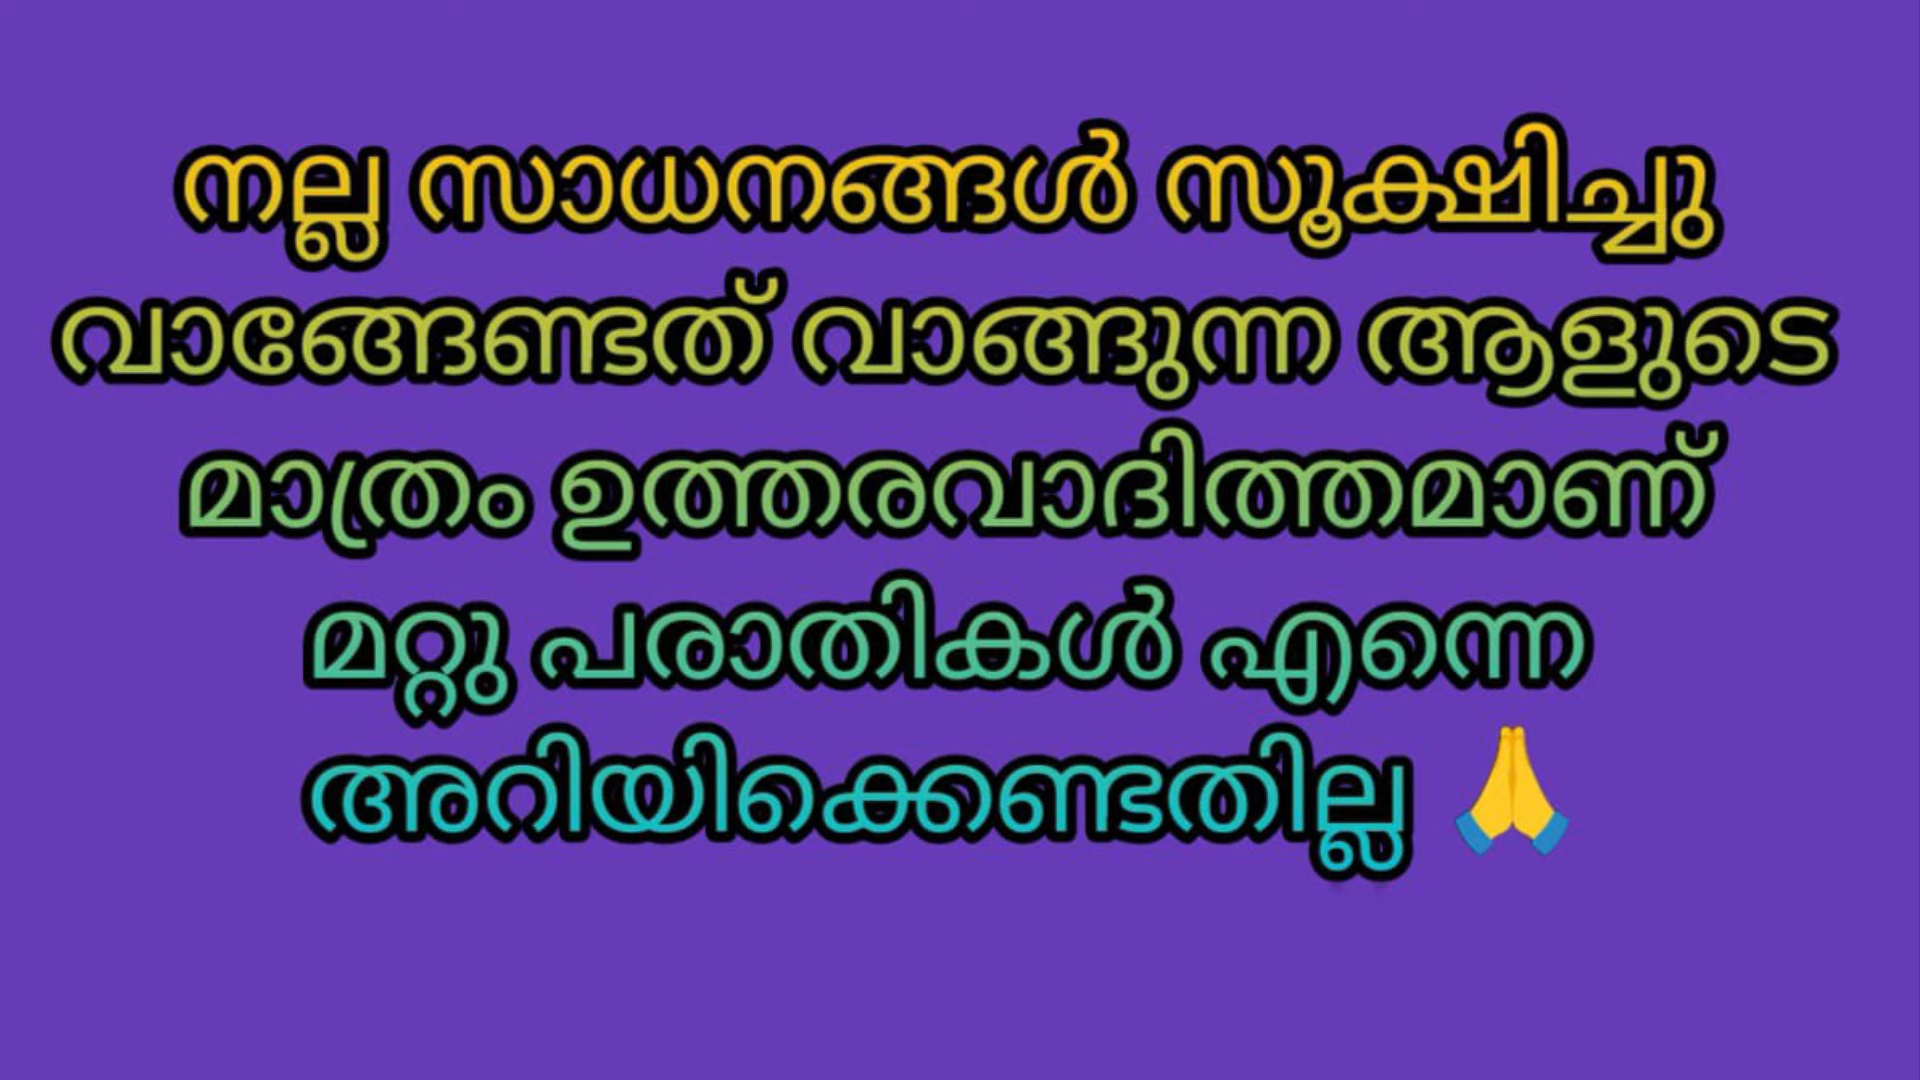 നല്ല സാധനങ്ങൾ സൂക്ഷിച്ചു
വാങ്ങേണ്ടത് വാങ്ങുന്ന ആളുടെ
മാത്രം ഉത്തരവാദിത്തമാണ്
മറ്റു പരാതികൾ എന്നെ
അറിയിക്കെണ്ടതില്ല 🙏